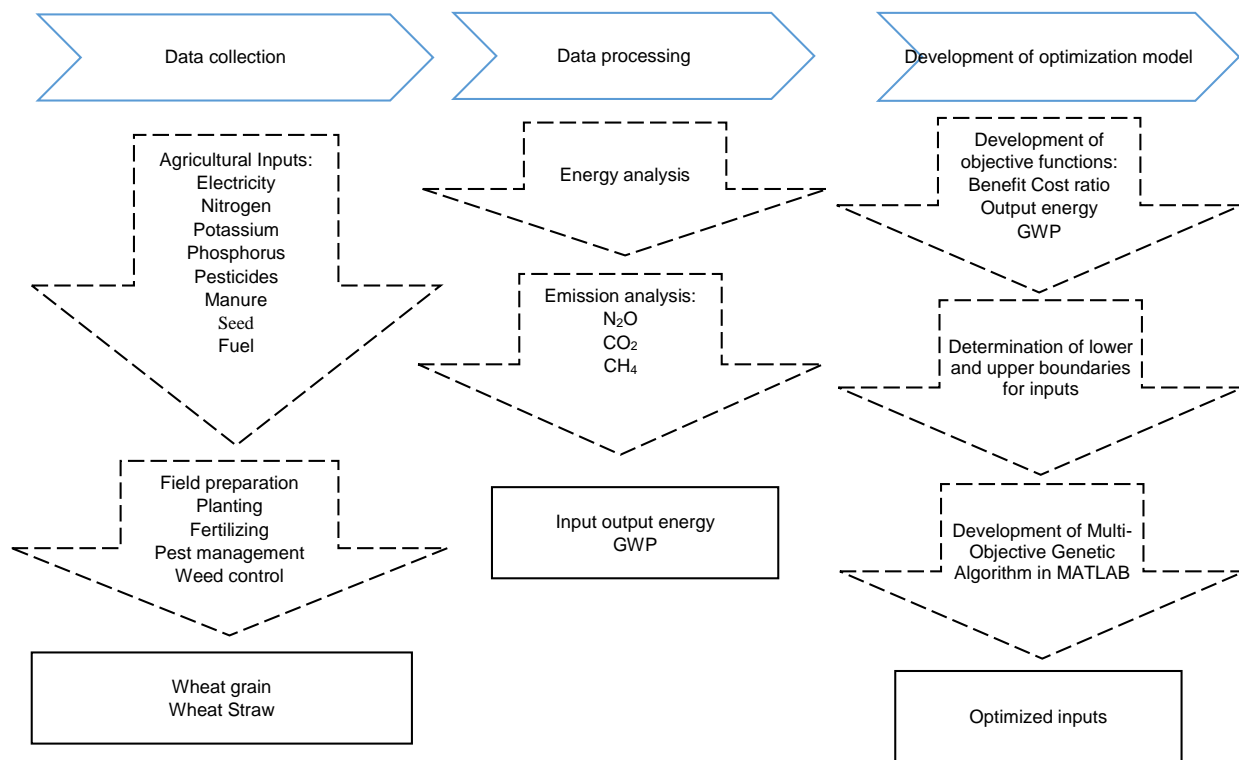 Data collection
Agricultural Inputs:
Electricity
Nitrogen
Potassium
Phosphorus
Pesticides
Manure
Seed
Fuel
Field preparation
Planting
Fertilizing
Pest management
Weed control
Wheat grain
Wheat Straw
Data processing
Energy analysis
Emission analysis:
N₂O
CO₂
CH₄
Input output energy
GWP
Development of optimization model
Development of
objective functions:
Benefit Cost ratio
Output energy
GWP
Determination of lower
and upper boundaries
for inputs
Development of Multi-
Objective Genetic
Algorithm in MATLAB
Optimized inputs